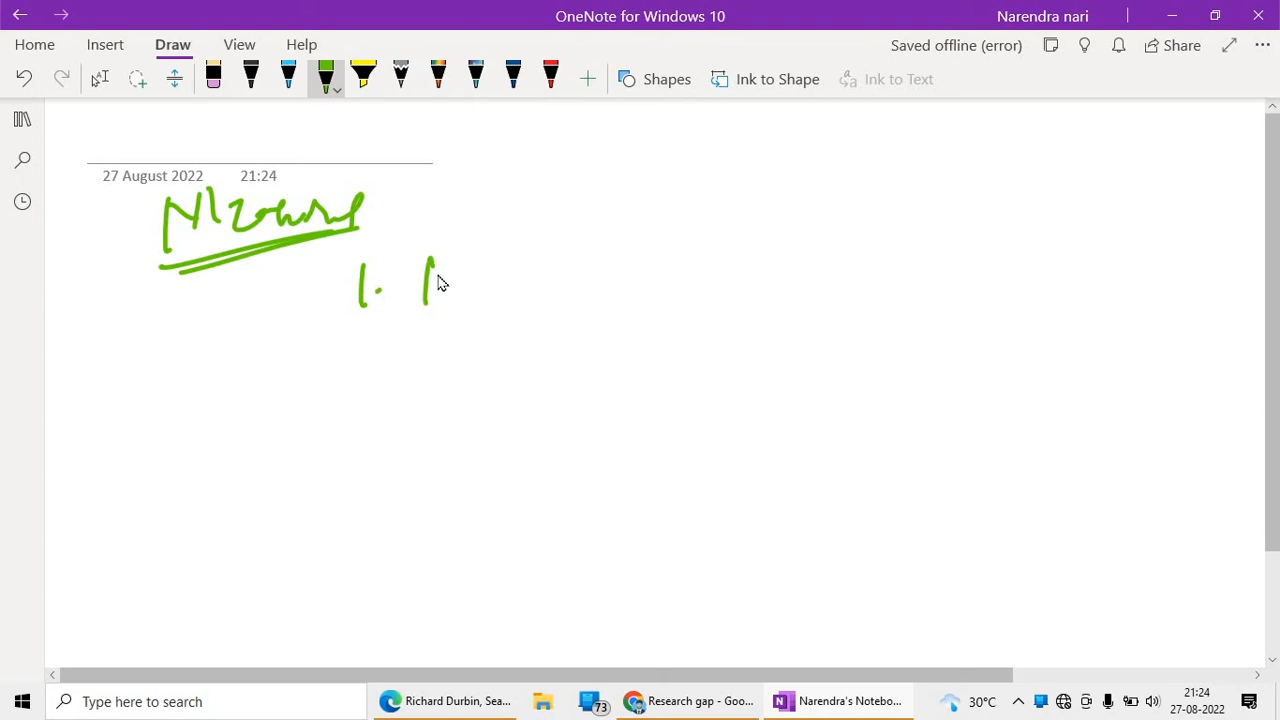 OneNote for Windows 10
Narendra nari
Home Insert Draw View Help
Saved offline (error) Share
Shapes Ink to Shape Ink to Text
27 August 2022 21:24
1.
Type here to search
Richard Durbin, Sea...
73
Research gap - Goo...
Narendra's Notebo...
30°C
21:24
27-08-2022